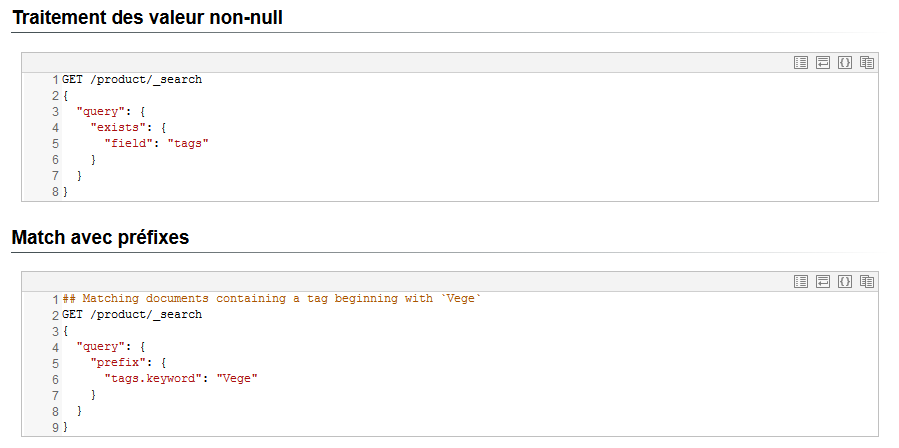 Traitement des valeur non-null
1 GET /product/_search
2 {
3   "query": {
4     "exists": {
5       "field": "tags"
6     }
7   }
8 }
Match avec préfixes
1 ## Matching documents containing a tag beginning with `Vege`
2 GET /product/_search
3 {
4   "query": {
5     "prefix": {
6       "tags.keyword": "Vege"
7     }
8   }
9 }